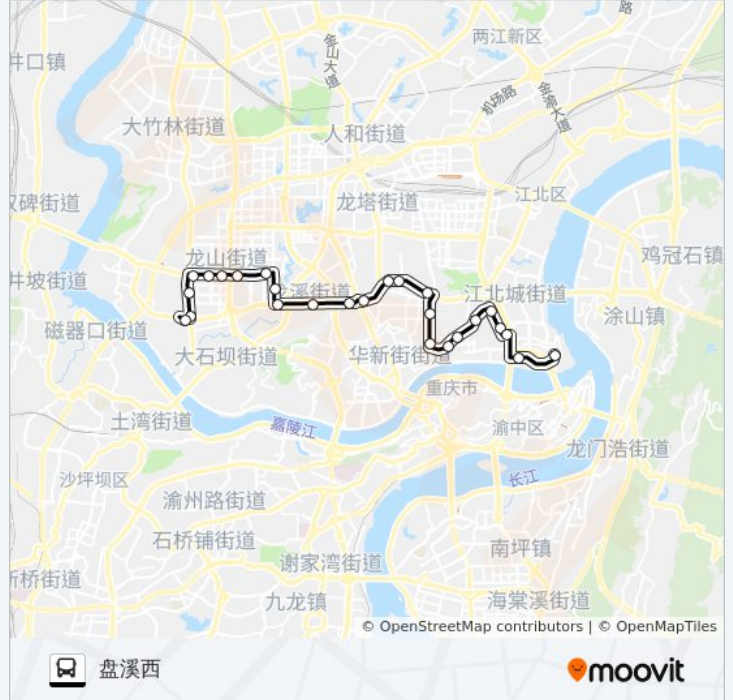 路
两江新区
井口镇
金山大道
机场路
金渝大道
大竹林街道
人和街道
江北区
双碑街道
龙塔街道
鸡冠石镇
龙山街道
井坡街道
龙溪街道
江北城街道
涂山镇
磁器口街道
大石坝街道
华新街街道
重庆市
土湾街道
嘉陵江
渝中区
龙门浩街道
沙坪坝区
长江
渝州路街道
石桥铺街道
南坪镇
谢家湾街道
新桥街道
九龙镇
海棠溪街道
© OpenStreetMap contributors | © OpenMapTiles
盘溪西
moovit